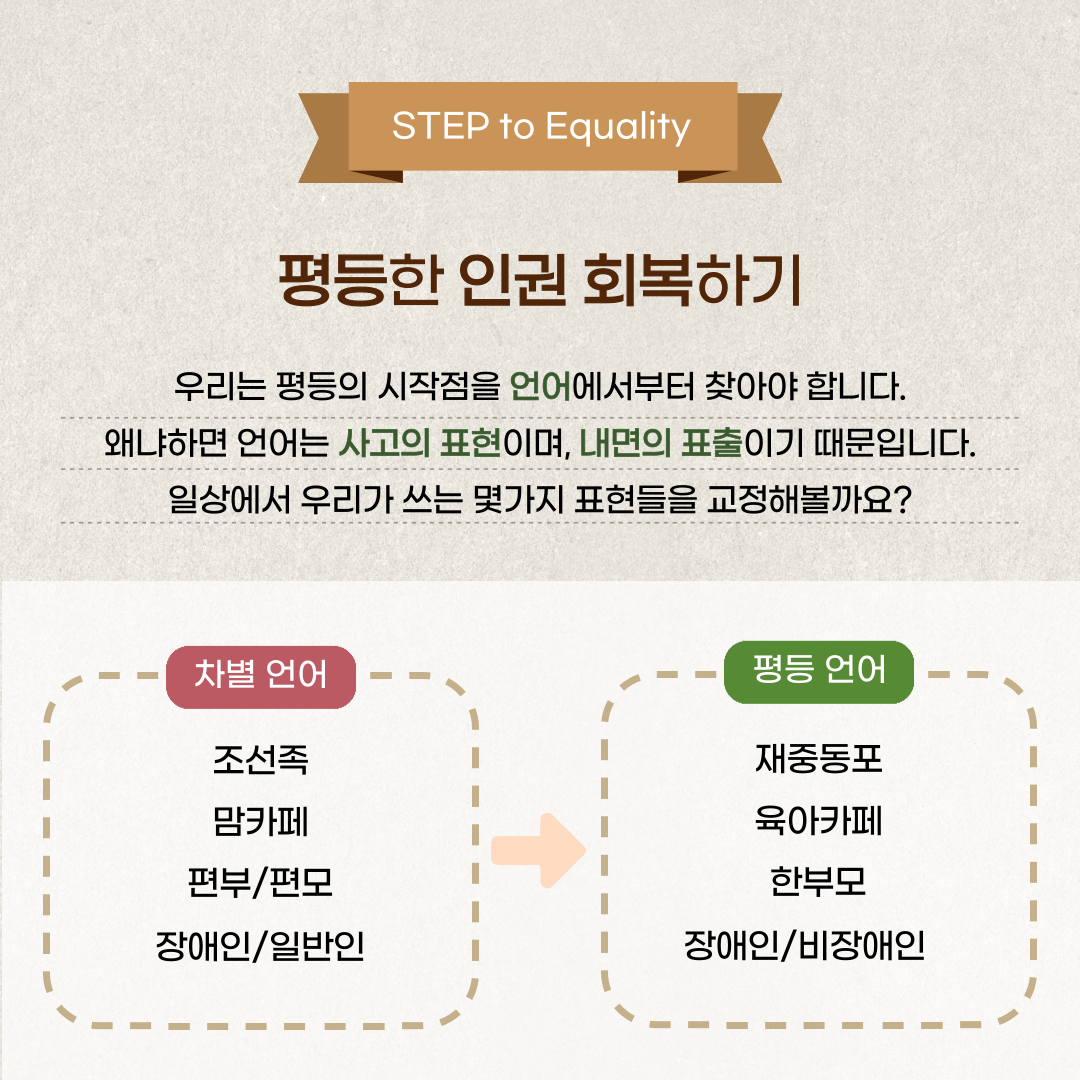 STEP to Equality
평등한 인권 회복하기
우리는 평등의 시작점을 언어에서부터 찾아야 합니다.
왜냐하면 언어는 사고의 표현이며, 내면의 표출이기 때문입니다.
일상에서 우리가 쓰는 몇가지 표현들을 교정해볼까요?
차별 언어
조선족
맘카페
편부/편모
장애인/일반인
평등 언어
재중동포
육아카페
한부모
장애인/비장애인